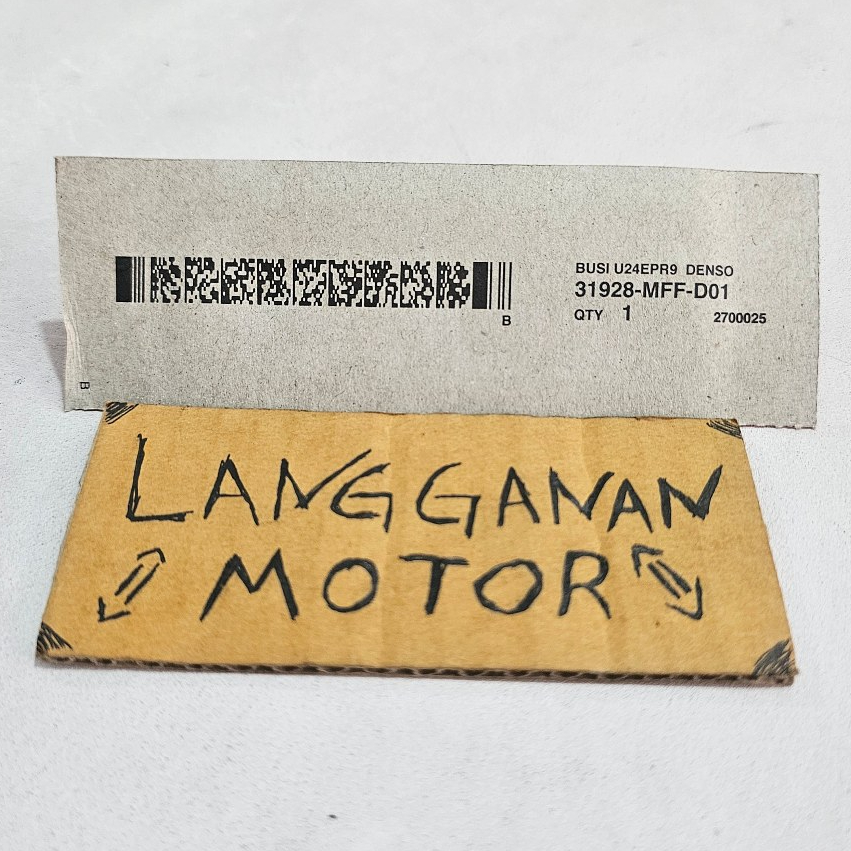 BUSI U24EPR9 DENSO
31928-MFF-D01
QTY 1 2700025
B
B
LANGGANAN
MOTOR